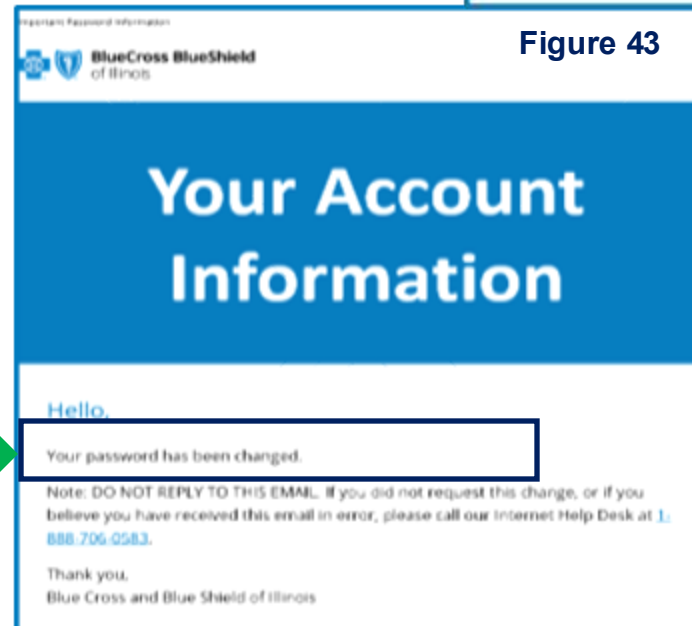 Important Password Information
Figure 43
BlueCross BlueShield
of Illinois
Your Account
Information
Hello,
Your password has been changed.
Note: DO NOT REPLY TO THIS EMAIL. If you did not request this change, or if you
believe you have received this email in error, please call our Internet Help Desk at 1-
888-706-0583.
Thank you,
Blue Cross and Blue Shield of Illinois